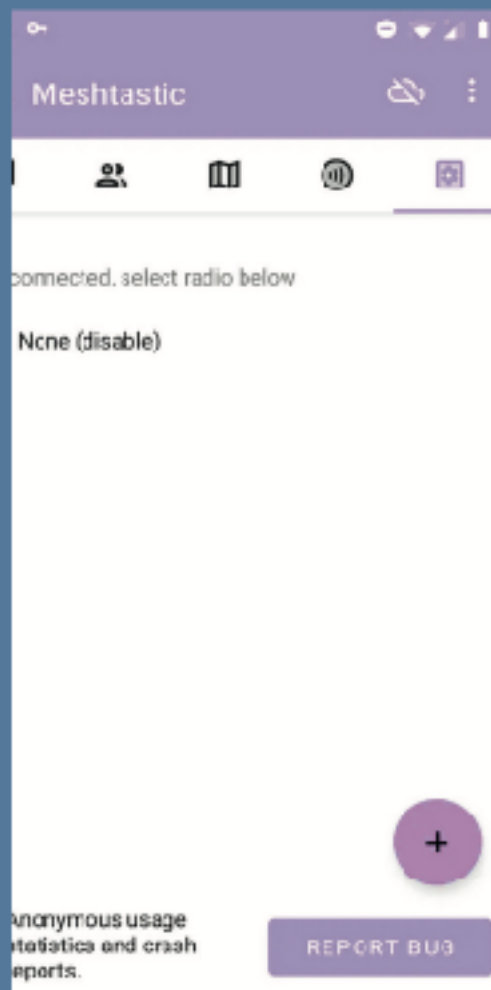 Meshtastic
connected, select radio below
None (disable)
Anonymous usage
statistics and crash
reports.
REPORT BUG